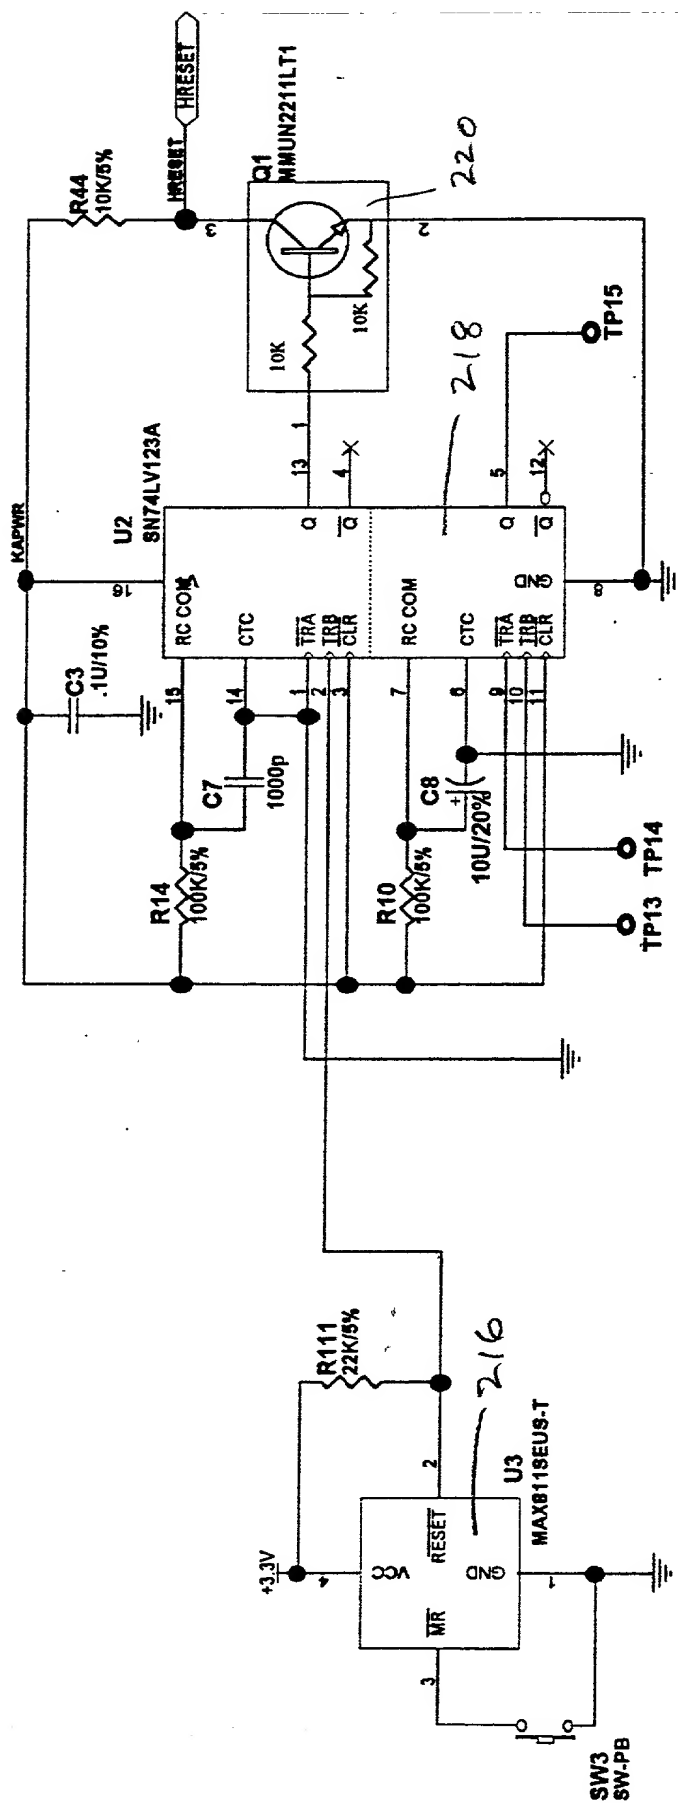 HRESET
HRESET
R44
10K/5%
3
Q1
MMUN2211LT1
220
2
10K
10K
1
KAPWR
U2
SN74LV123A
16
13
4
218
5
12
8
TP15
V
Q
Q
Q
Q
GND
RC COM
CTC
TRA
TRB
CLR
RC COM
CTC
TRA
TRB
CLR
C3
.1U/10%
15
14
1
2
3
7
6
9
10
11
C7
1000p
C8
+
10U/20%
R14
100K/5%
R10
100K/5%
TP14
TP13
R111
22K/5%
216
+3.3V
2
U3
MAX811SEUS-T
4
VCC
RESET
GND
MR
1
3
SW3
SW-PB